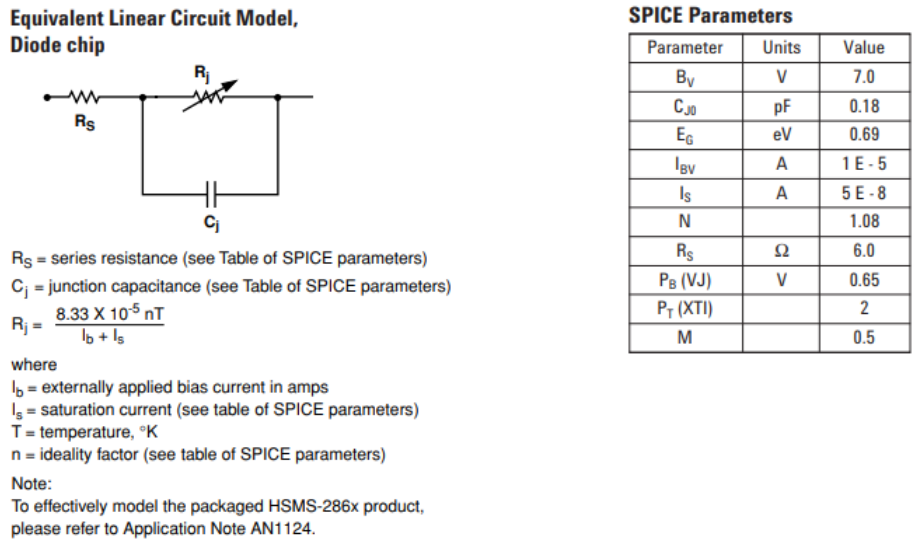 Equivalent Linear Circuit Model,
Diode chip
Rj
RS
Cj
RS = series resistance (see Table of SPICE parameters)
Cj = junction capacitance (see Table of SPICE parameters)
Rj = 8.33 X 10-5 nT
Ib + Is
where
Ib = externally applied bias current in amps
Is = saturation current (see table of SPICE parameters)
T = temperature, °K
n = ideality factor (see table of SPICE parameters)
Note:
To effectively model the packaged HSMS-286x product,
please refer to Application Note AN1124.
SPICE Parameters
Parameter Units Value
BV V 7.0
CJ0 pF 0.18
EG eV 0.69
IBV A 1 E - 5
IS A 5 E - 8
N 1.08
RS Ω 6.0
PB (VJ) V 0.65
PT (XTI) 2
M 0.5